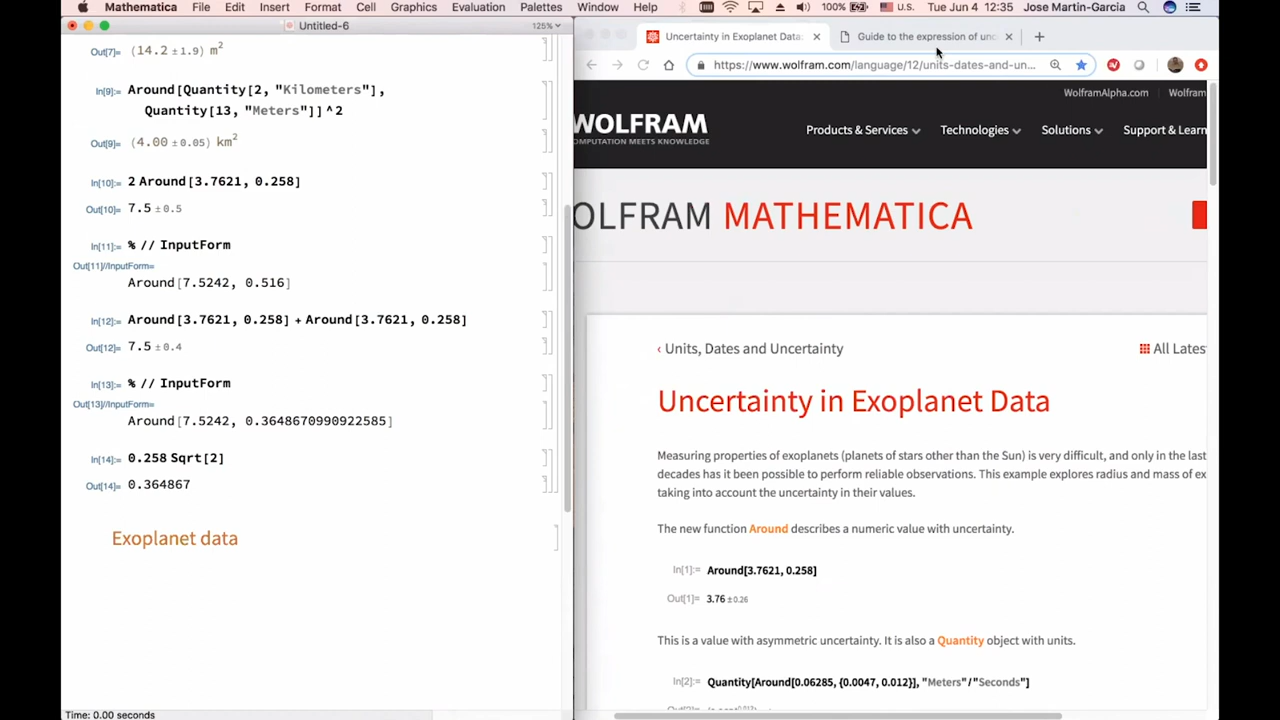 Mathematica File Edit Insert Format Cell Graphics Evaluation Palettes Window Help 100% U.S. Tue Jun 4 12:35 Jose Martin-Garcia
Untitled-6 125%
Out[7]= (14.2 ± 1.9) m²
In[9]:= Around[Quantity[2, "Kilometers"],
Quantity[13, "Meters"]]^2
Out[9]= (4.00 ± 0.05) km²
In[10]:= 2 Around[3.7621, 0.258]
Out[10]= 7.5 ± 0.5
In[11]:= % // InputForm
Out[11]//InputForm=
Around[7.5242, 0.516]
In[12]:= Around[3.7621, 0.258] + Around[3.7621, 0.258]
Out[12]= 7.5 ± 0.4
In[13]:= % // InputForm
Out[13]//InputForm=
Around[7.5242, 0.3648670990922585]
In[14]:= 0.258 Sqrt[2]
Out[14]= 0.364867
Exoplanet data
Time: 0.00 seconds
Uncertainty in Exoplanet Data: Guide to the expression of unc
https://www.wolfram.com/language/12/units-dates-and-un...
WolframAlpha.com Wolfram
WOLFRAM
COMPUTATION MEETS KNOWLEDGE
Products & Services Technologies Solutions Support & Learn
OLFRAM MATHEMATICA
‹ Units, Dates and Uncertainty All Lates
Uncertainty in Exoplanet Data
Measuring properties of exoplanets (planets of stars other than the Sun) is very difficult, and only in the last
decades has it been possible to perform reliable observations. This example explores radius and mass of ex
taking into account the uncertainty in their values.
The new function Around describes a numeric value with uncertainty.
In[1]:= Around[3.7621, 0.258]
Out[1]= 3.76 ± 0.26
This is a value with asymmetric uncertainty. It is also a Quantity object with units.
In[2]:= Quantity[Around[0.06285, {0.0047, 0.012}], "Meters"/"Seconds"]